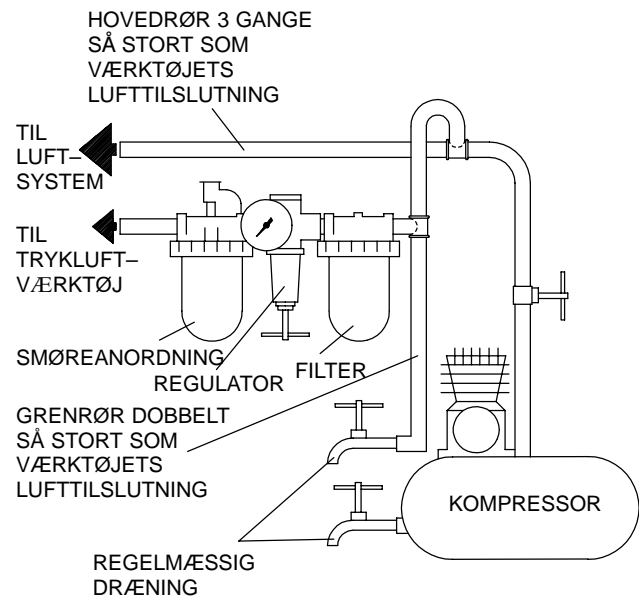 HOVEDRØR 3 GANGE
SÅ STORT SOM
VÆRKTØJETS
LUFTTILSLUTNING
TIL
LUFT–
SYSTEM
TIL
TRYKLUFT–
VÆRKTØJ
SMØREANORDNING
REGULATOR
FILTER
GRENRØR DOBBELT
SÅ STORT SOM
VÆRKTØJETS
LUFTTILSLUTNING
KOMPRESSOR
REGELMÆSSIG
DRÆNING